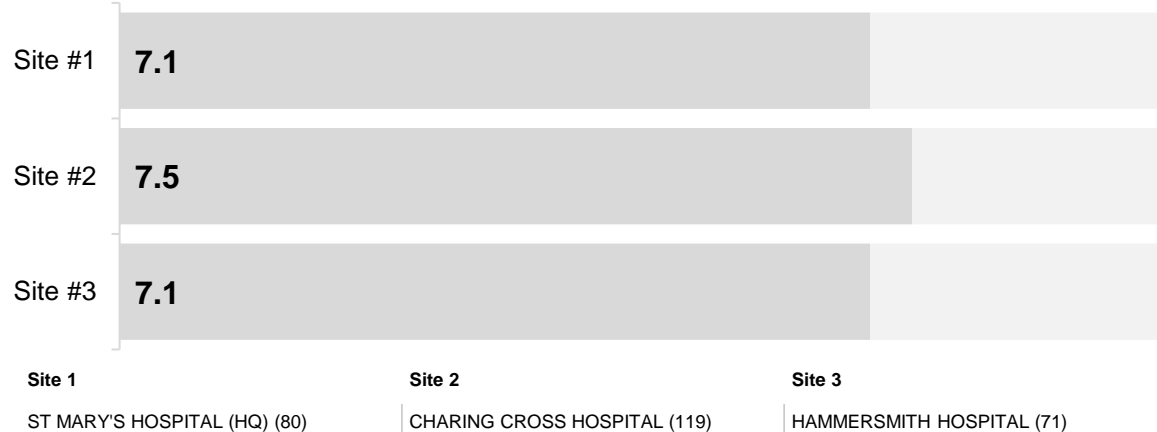 Site #1 7.1
Site #2 7.5
Site #3 7.1
Site 1 Site 2 Site 3
ST MARY'S HOSPITAL (HQ) (80) CHARING CROSS HOSPITAL (119) HAMMERSMITH HOSPITAL (71)